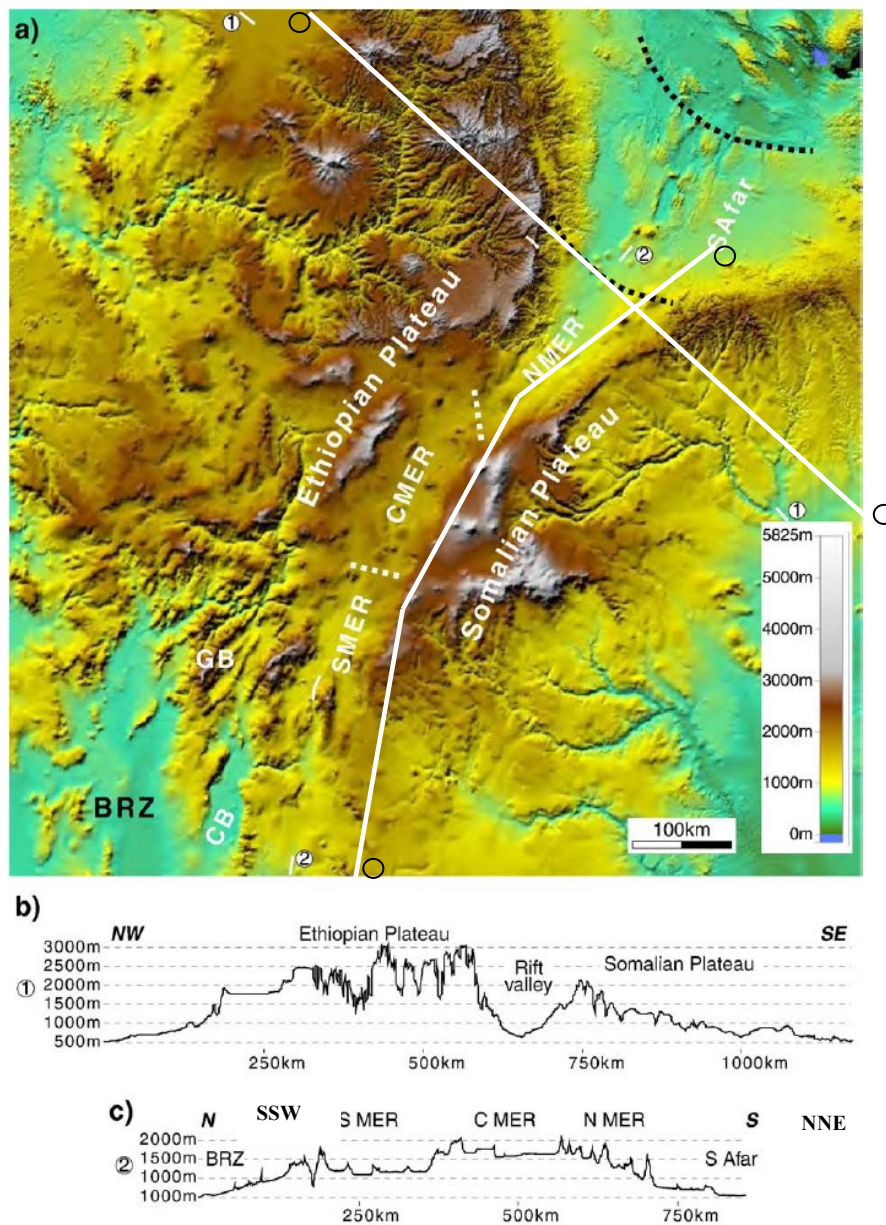 a)
①
SAfar
②
NMER
Ethiopian Plateau
CMER
Somalian Plateau
①
5825m
5000m
4000m
3000m
2000m
1000m
0m
SMER
GB
BRZ
CB
100km
②
b)
NW Ethiopian Plateau SE
3000m
2500m Rift Somalian Plateau
① 2000m valley
1500m
1000m
500m
250km 500km 750km 1000km
c)
N SSW S MER C MER N MER S NNE
2000m
② BRZ S Afar
1500m
1000m
1000m
250km 500km 750km